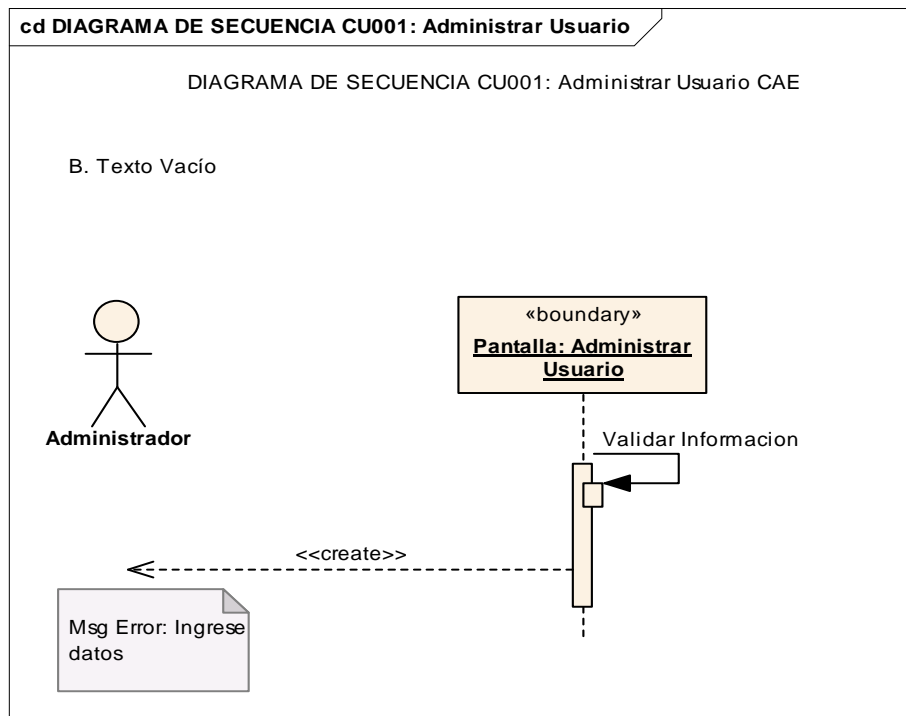 cd DIAGRAMA DE SECUENCIA CU001: Administrar Usuario
DIAGRAMA DE SECUENCIA CU001: Administrar Usuario CAE
B. Texto Vacío
«boundary»
Pantalla: Administrar
Usuario
Administrador
Validar Informacion
<<create>>
Msg Error: Ingrese
datos